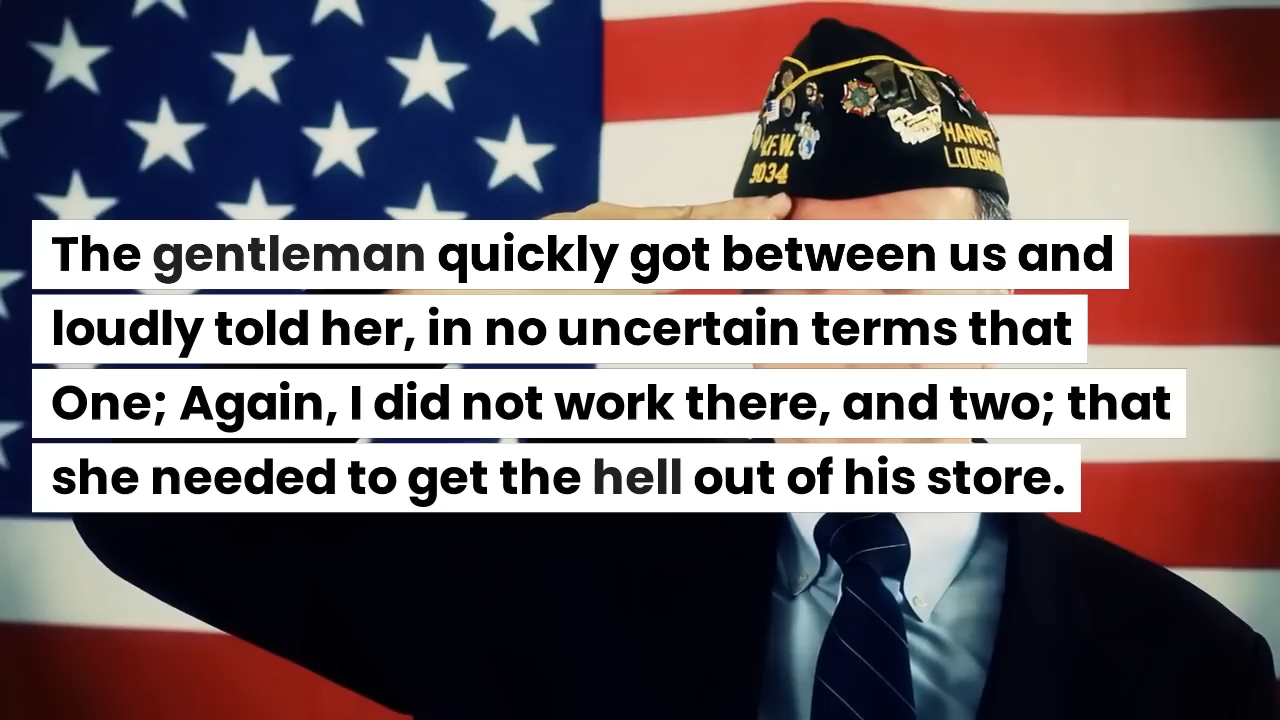 V.F.W.
9034
HARVEY
The gentleman quickly got between us and
loudly told her, in no uncertain terms that
One; Again, I did not work there, and two; that
she needed to get the hell out of his store.